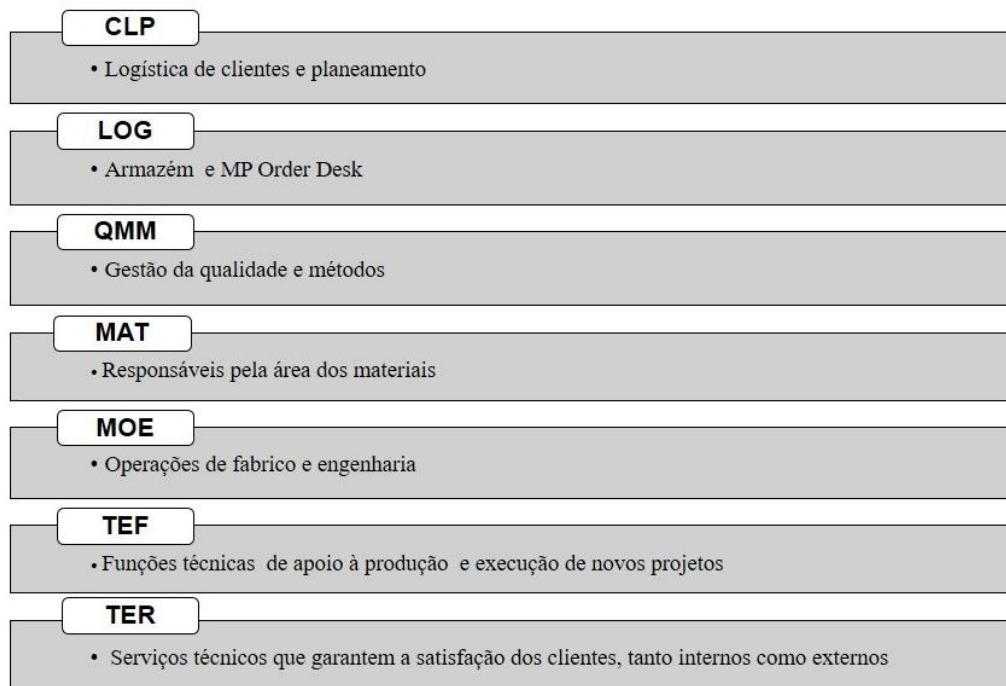 CLP
• Logística de clientes e planeamento
LOG
• Armazém e MP Order Desk
QMM
• Gestão da qualidade e métodos
MAT
• Responsáveis pela área dos materiais
MOE
• Operações de fabrico e engenharia
TEF
• Funções técnicas de apoio à produção e execução de novos projetos
TER
• Serviços técnicos que garantem a satisfação dos clientes, tanto internos como externos